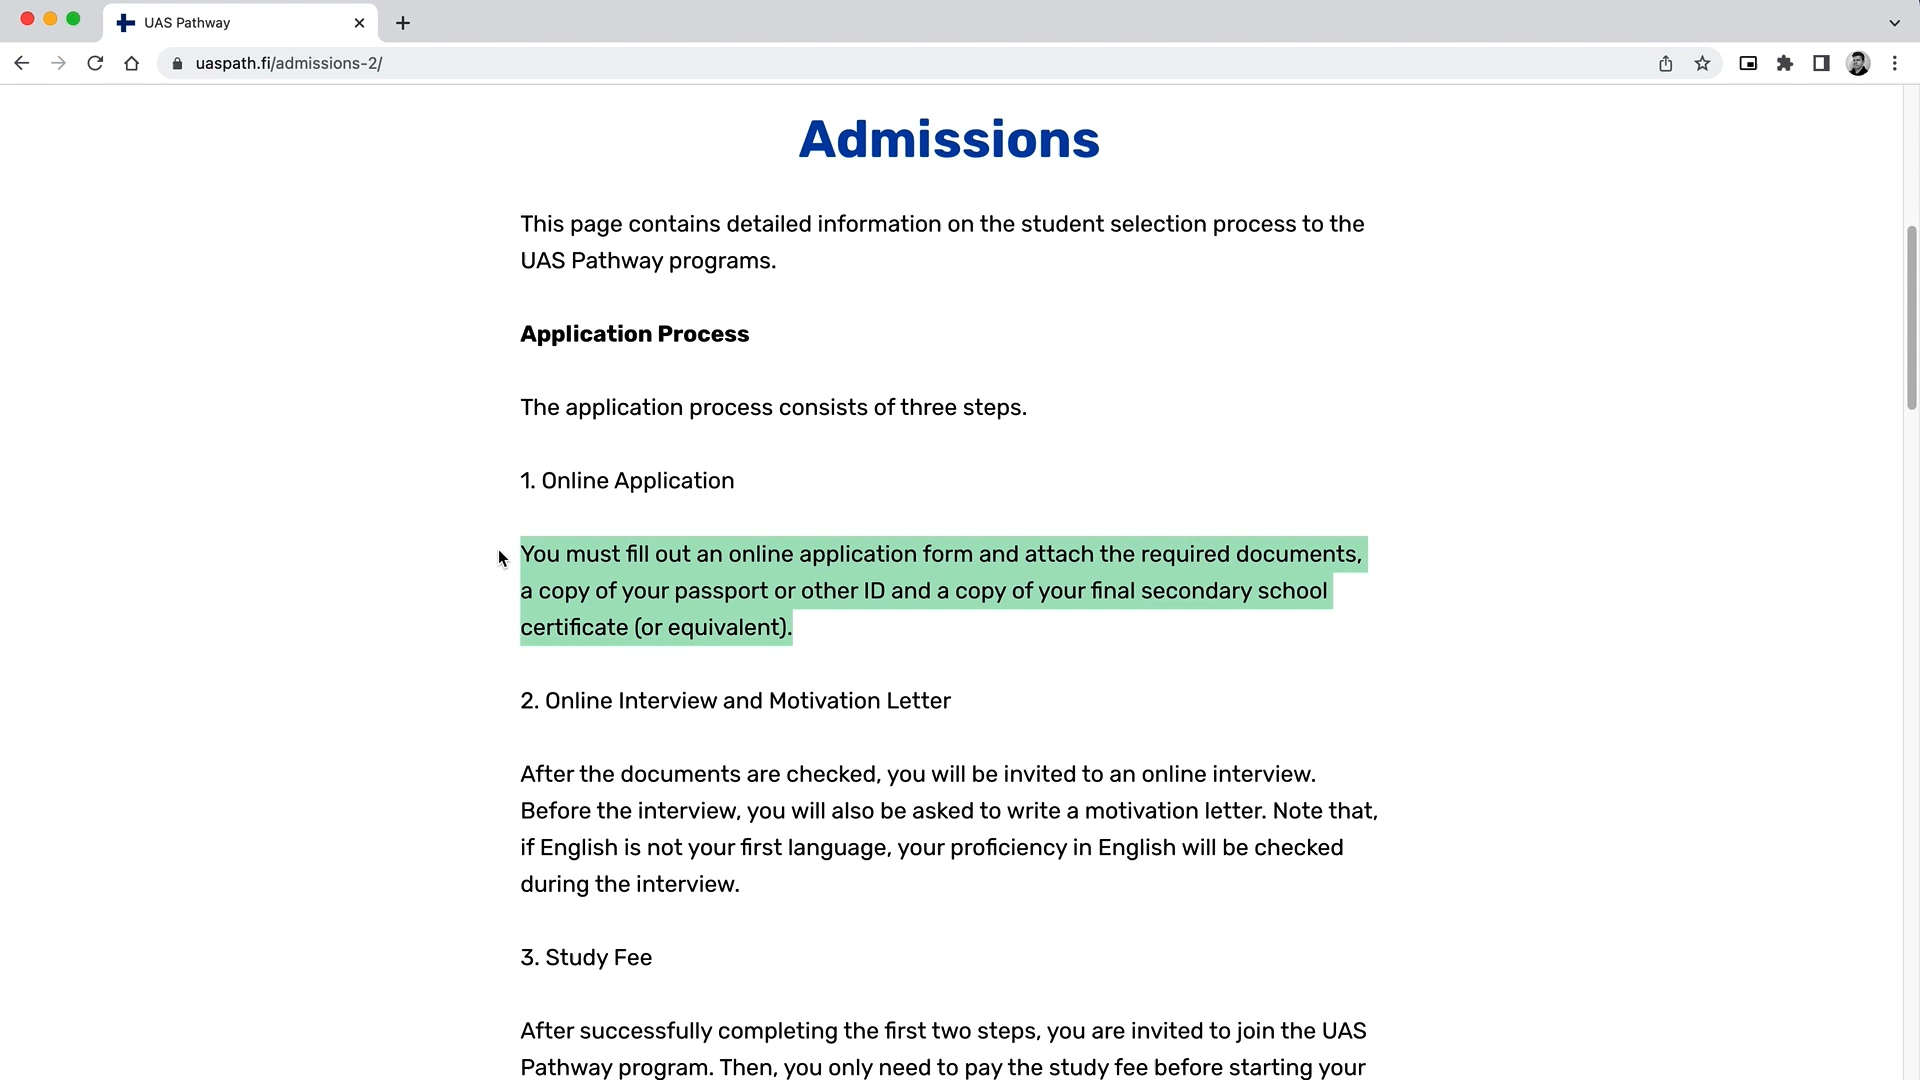 UAS Pathway
uaspath.fi/admissions-2/
Admissions
This page contains detailed information on the student selection process to the
UAS Pathway programs.
Application Process
The application process consists of three steps.
1. Online Application
You must fill out an online application form and attach the required documents,
a copy of your passport or other ID and a copy of your final secondary school
certificate (or equivalent).
2. Online Interview and Motivation Letter
After the documents are checked, you will be invited to an online interview.
Before the interview, you will also be asked to write a motivation letter. Note that,
if English is not your first language, your proficiency in English will be checked
during the interview.
3. Study Fee
After successfully completing the first two steps, you are invited to join the UAS
Pathway program. Then, you only need to pay the study fee before starting your